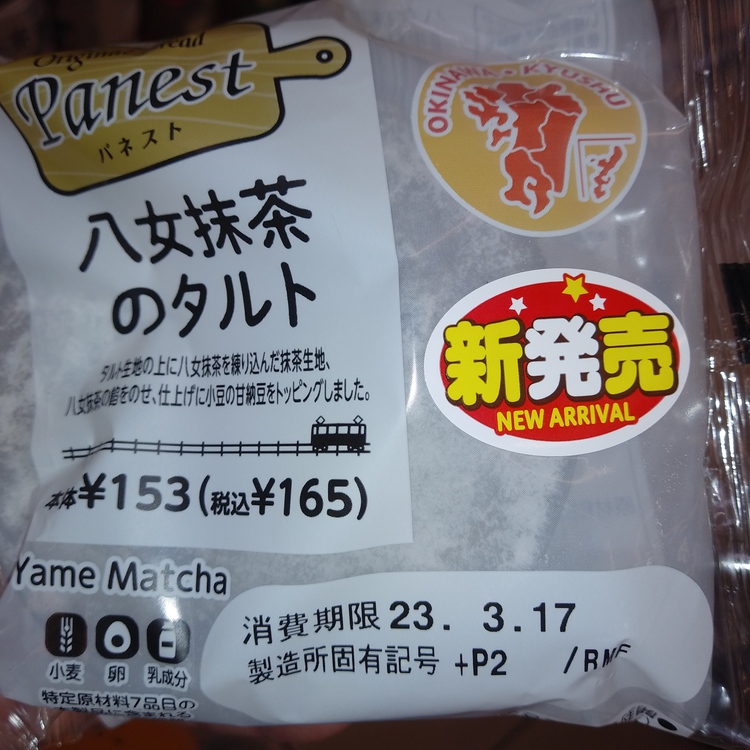 Original Bread
Panest
パネスト
OKINAWA・KYUSHU
八女抹茶
のタルト
新発売
NEW ARRIVAL
タルト生地の上に八女抹茶を練り込んだ抹茶生地、
八女抹茶の餡をのせ、仕上げに小豆の甘納豆をトッピングしました。
本体¥153(税込¥165)
Yame Matcha
小麦 卵 乳成分
特定原材料7品目の
消費期限 23. 3.17
製造所固有記号 +P2 /RMF